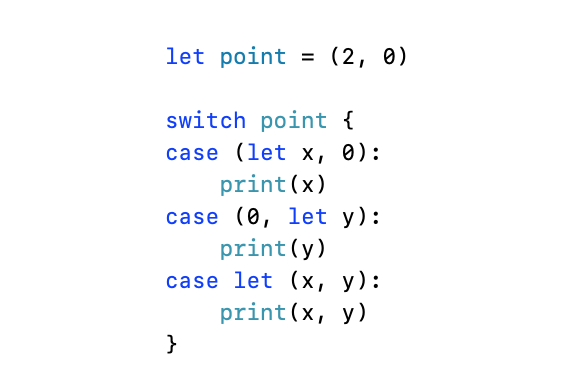 let point = (2, 0)
switch point {
case (let x, 0):
    print(x)
case (0, let y):
    print(y)
case let (x, y):
    print(x, y)
}